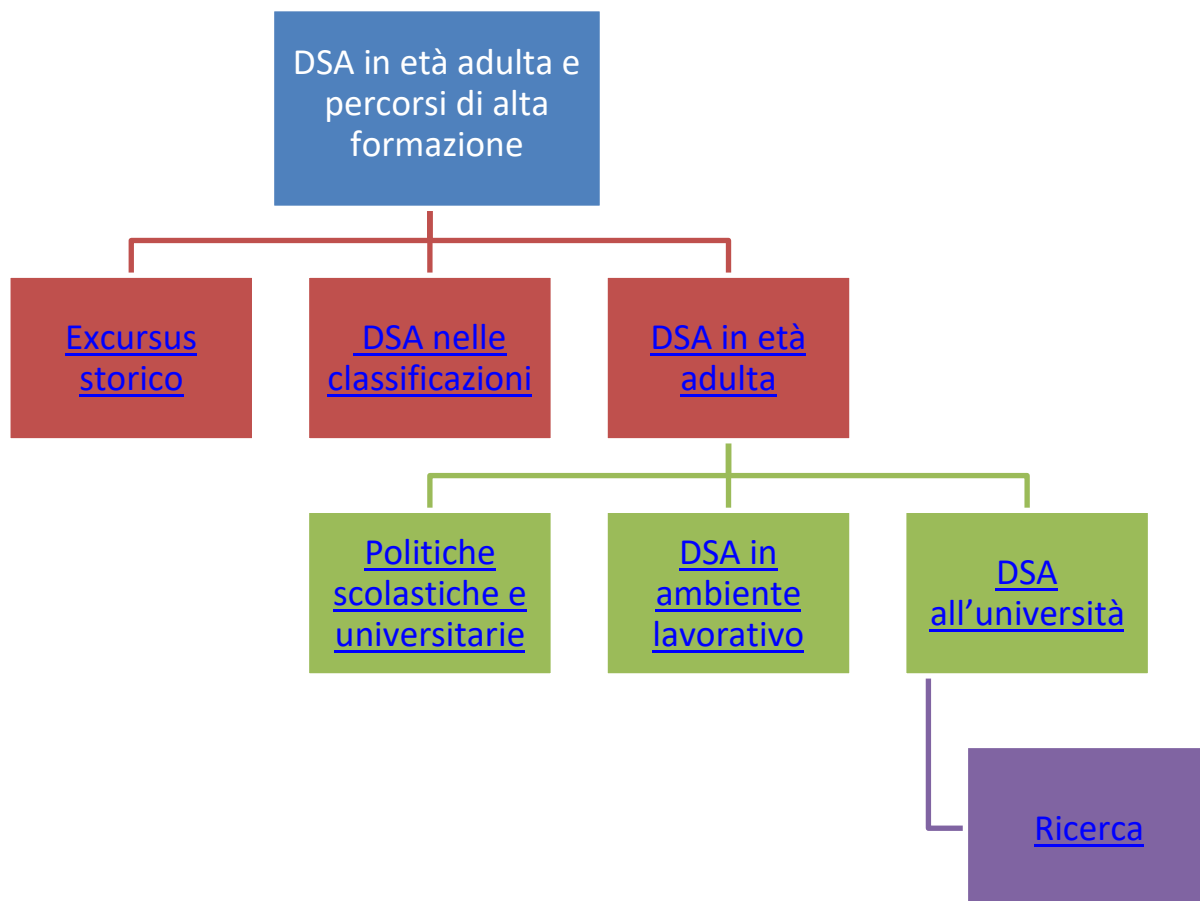 DSA in età adulta e
percorsi di alta
formazione
Excursus
storico
DSA nelle
classificazioni
DSA in età
adulta
Politiche
scolastiche e
universitarie
DSA in
ambiente
lavorativo
DSA
all’università
Ricerca